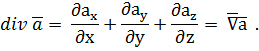 div a̅ = ∂aₓ/∂x + ∂a_y/∂y + ∂a_z/∂z = ∇̅a .